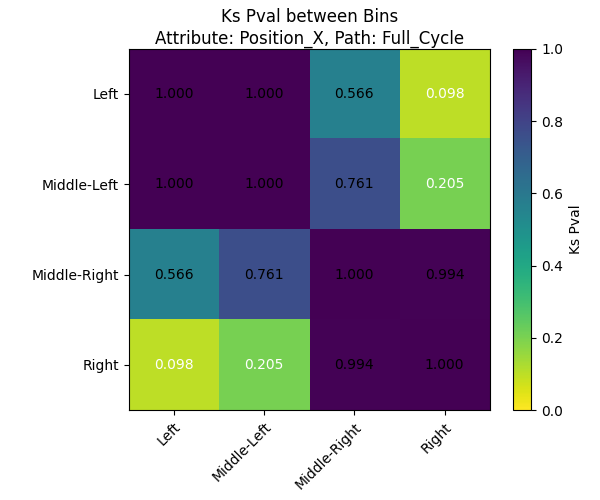 Ks Pval between Bins
Attribute: Position_X, Path: Full_Cycle
Left
1.000 1.000 0.566 0.098
Middle-Left
1.000 1.000 0.761 0.205
Middle-Right
0.566 0.761 1.000 0.994
Right
0.098 0.205 0.994 1.000
Left
Middle-Left
Middle-Right
Right
1.0
0.8
0.6
0.4
0.2
0.0
Ks Pval